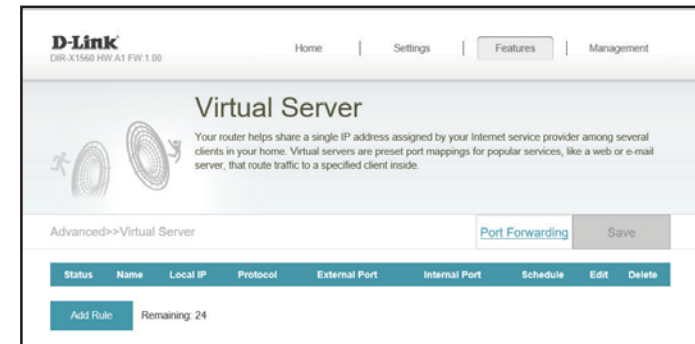 D-Link
DIR-X1560 HW:A1 FW:1.00
Home | Settings | Features | Management
Virtual Server
Your router helps share a single IP address assigned by your Internet service provider among several
clients in your home. Virtual servers are preset port mappings for popular services, like a web or e-mail
server, that route traffic to a specified client inside.
Advanced>>Virtual Server Port Forwarding Save
Status Name Local IP Protocol External Port Internal Port Schedule Edit Delete
Add Rule Remaining: 24